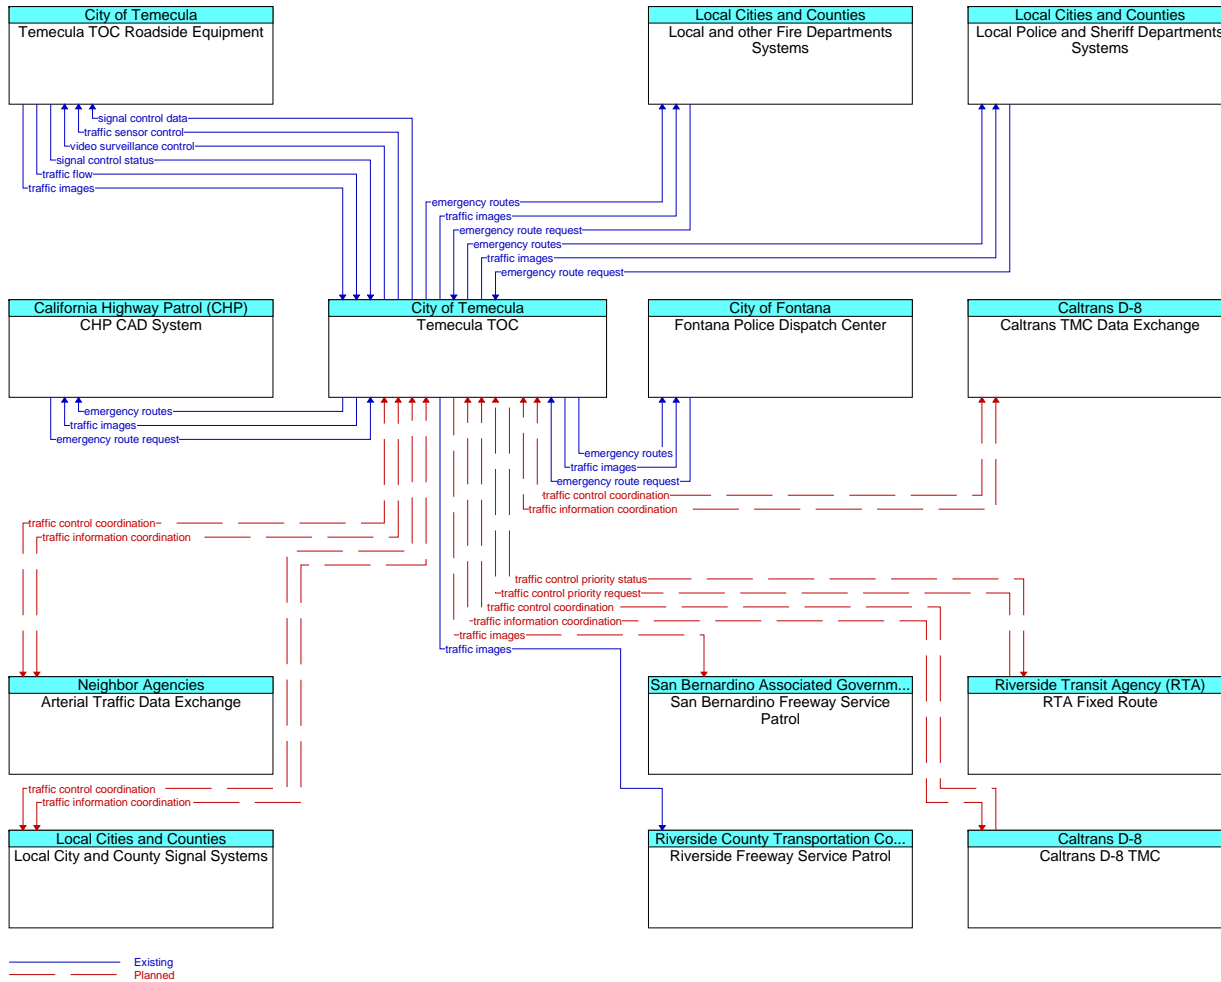 City of Temecula
Temecula TOC Roadside Equipment
Local Cities and Counties
Local and other Fire Departments
Systems
Local Cities and Counties
Local Police and Sheriff Departments
Systems
signal control data
traffic sensor control
video surveillance control
signal control status
traffic flow
traffic images
emergency routes
traffic images
emergency route request
emergency routes
traffic images
emergency route request
California Highway Patrol (CHP)
CHP CAD System
City of Temecula
Temecula TOC
City of Fontana
Fontana Police Dispatch Center
Caltrans D-8
Caltrans TMC Data Exchange
emergency routes
traffic images
emergency route request
emergency routes
traffic images
emergency route request
traffic control coordination
traffic information coordination
traffic control coordination
traffic information coordination
traffic control priority status
traffic control priority request
traffic control coordination
traffic information coordination
traffic images
traffic images
Neighbor Agencies
Arterial Traffic Data Exchange
San Bernardino Associated Governm...
San Bernardino Freeway Service
Patrol
Riverside Transit Agency (RTA)
RTA Fixed Route
traffic control coordination
traffic information coordination
Local Cities and Counties
Local City and County Signal Systems
Riverside County Transportation Co...
Riverside Freeway Service Patrol
Caltrans D-8
Caltrans D-8 TMC
Existing
Planned